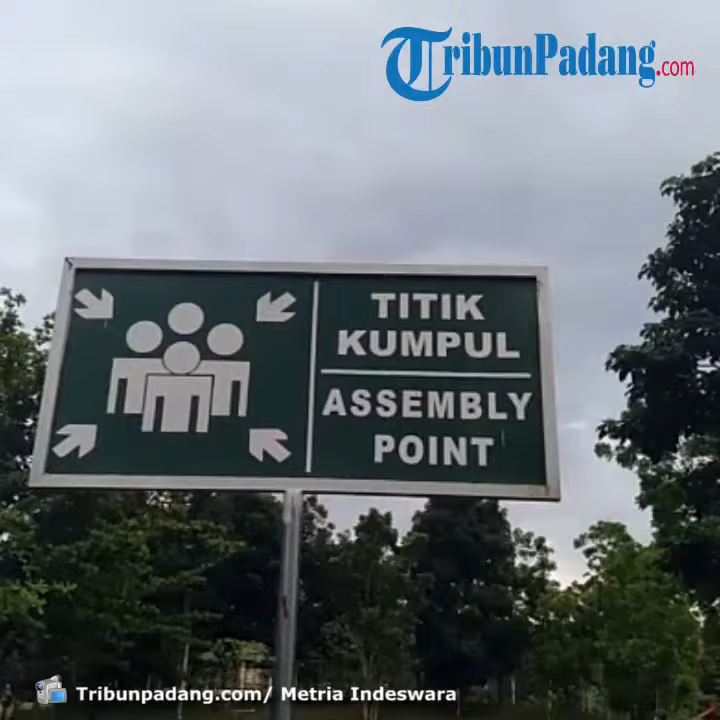 TribunPadang.com
TITIK
KUMPUL
ASSEMBLY
POINT
Tribunpadang.com/ Metria Indeswara